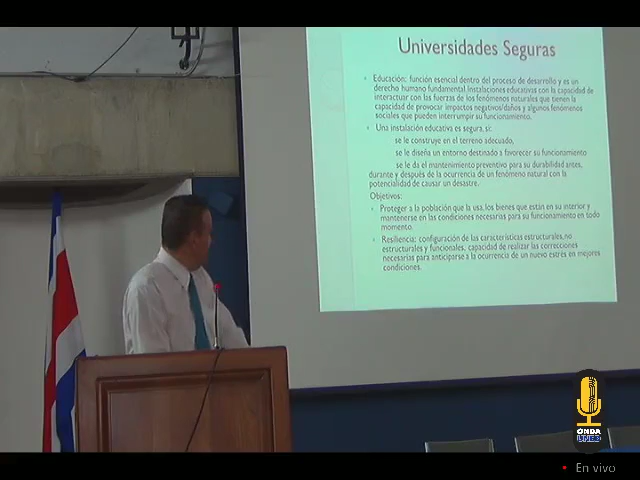 Universidades Seguras
• Educación: función esencial dentro del proceso de desarrollo y es un
derecho humano fundamental. Instalaciones educativas con la capacidad de
interactuar con las fuerzas de los fenómenos naturales que tienen la
capacidad de provocar impactos negativos/daños y algunos fenómenos
sociales que pueden interrumpir su funcionamiento.
• Una instalación educativa es segura, si:
se le construye en el terreno adecuado,
se le diseña un entorno destinado a favorecer su funcionamiento
se le da el mantenimiento preventivo para su durabilidad antes,
durante y después de la ocurrencia de un fenómeno natural con la
potencialidad de causar un desastre.
Objetivos:
• Proteger a la población que la usa, los bienes que están en su interior y
mantenerse en las condiciones necesarias para su funcionamiento en todo
momento.
• Resiliencia: configuración de las características estructurales, no
estructurales y funcionales, capacidad de realizar las correcciones
necesarias para anticiparse a la ocurrencia de un nuevo estrés en mejores
condiciones.
ONDA
UNED
En vivo